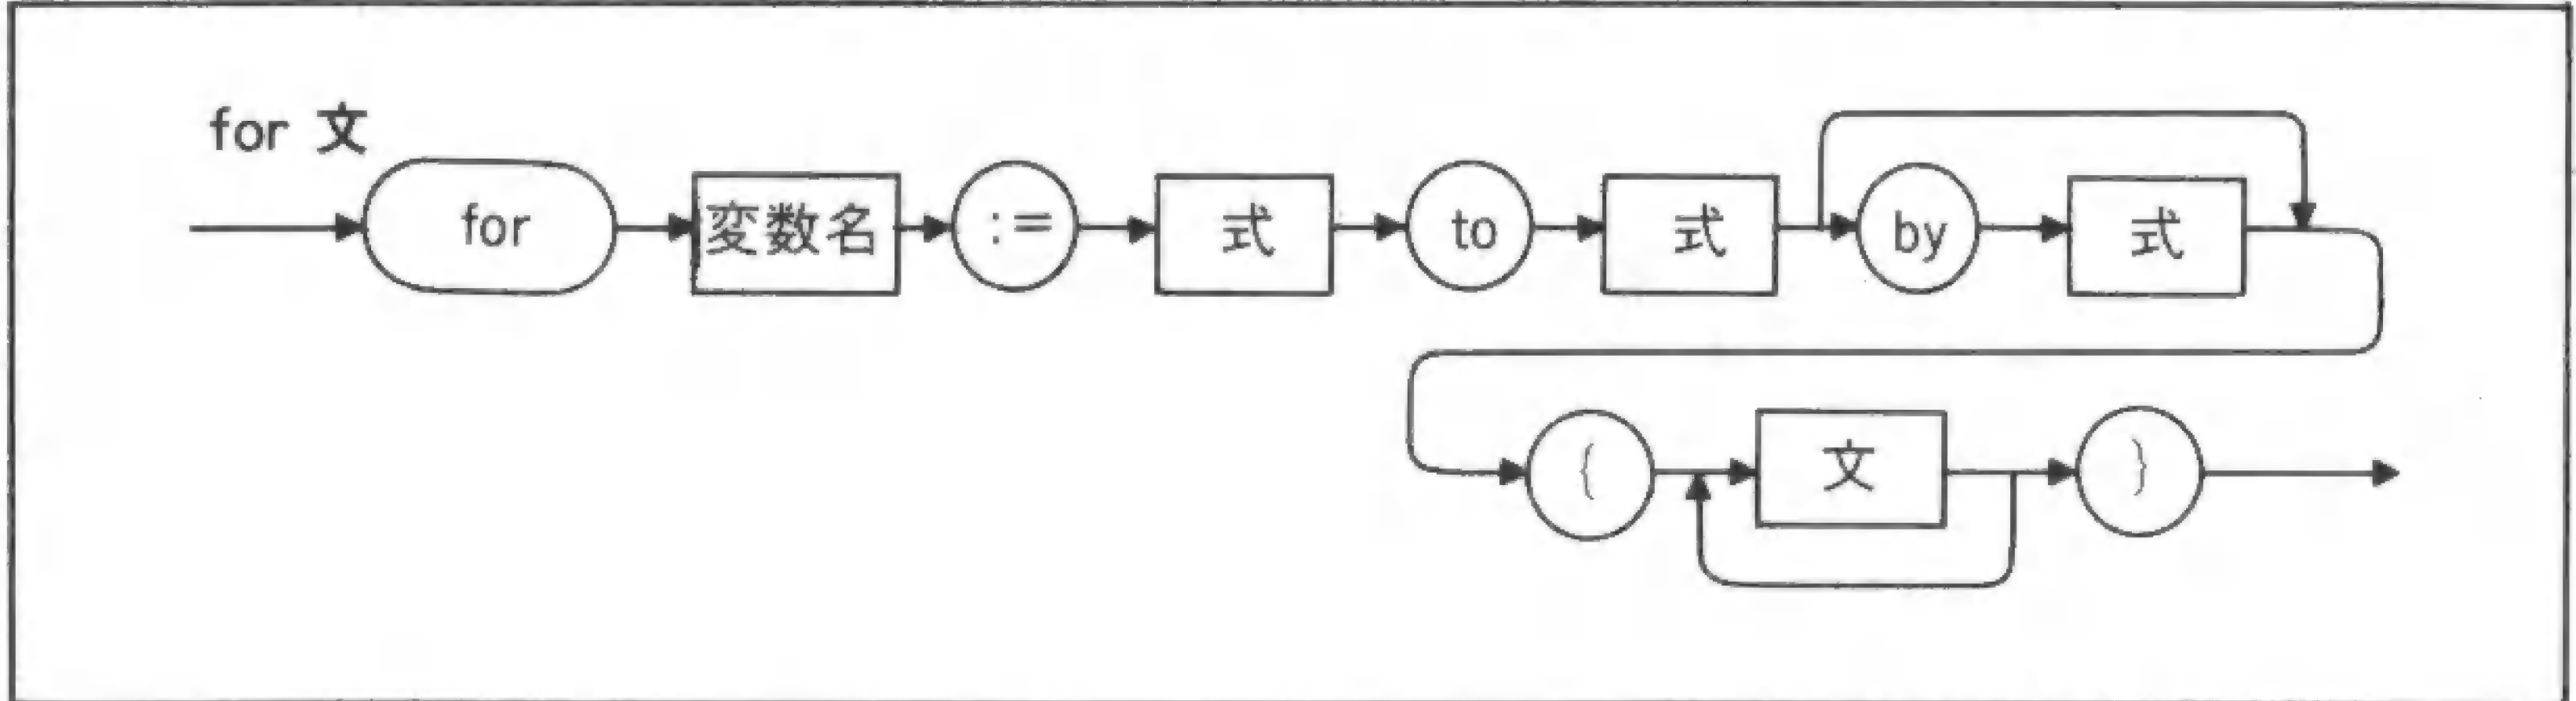 for 文
for 変数名 := 式 to 式 by 式
{ 文 }